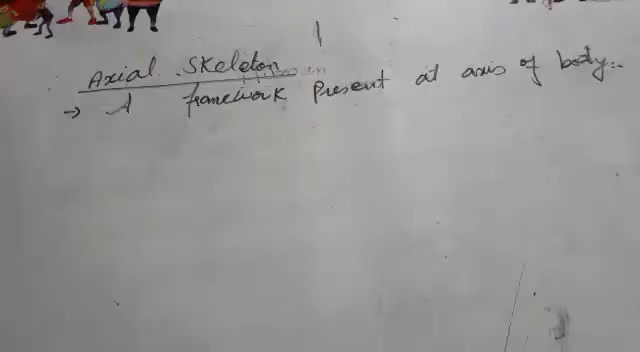 Axial Skeleton
→ A framework Present at axis of body:.